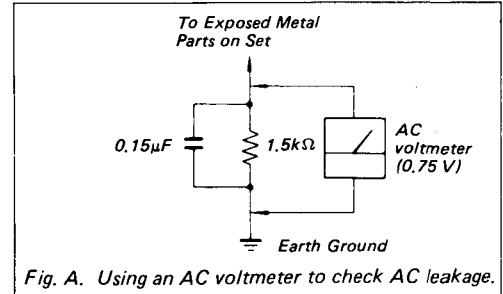 To Exposed Metal
Parts on Set
0.15µF
1.5kΩ
AC
voltmeter
(0.75 V)
Earth Ground
Fig. A. Using an AC voltmeter to check AC leakage.